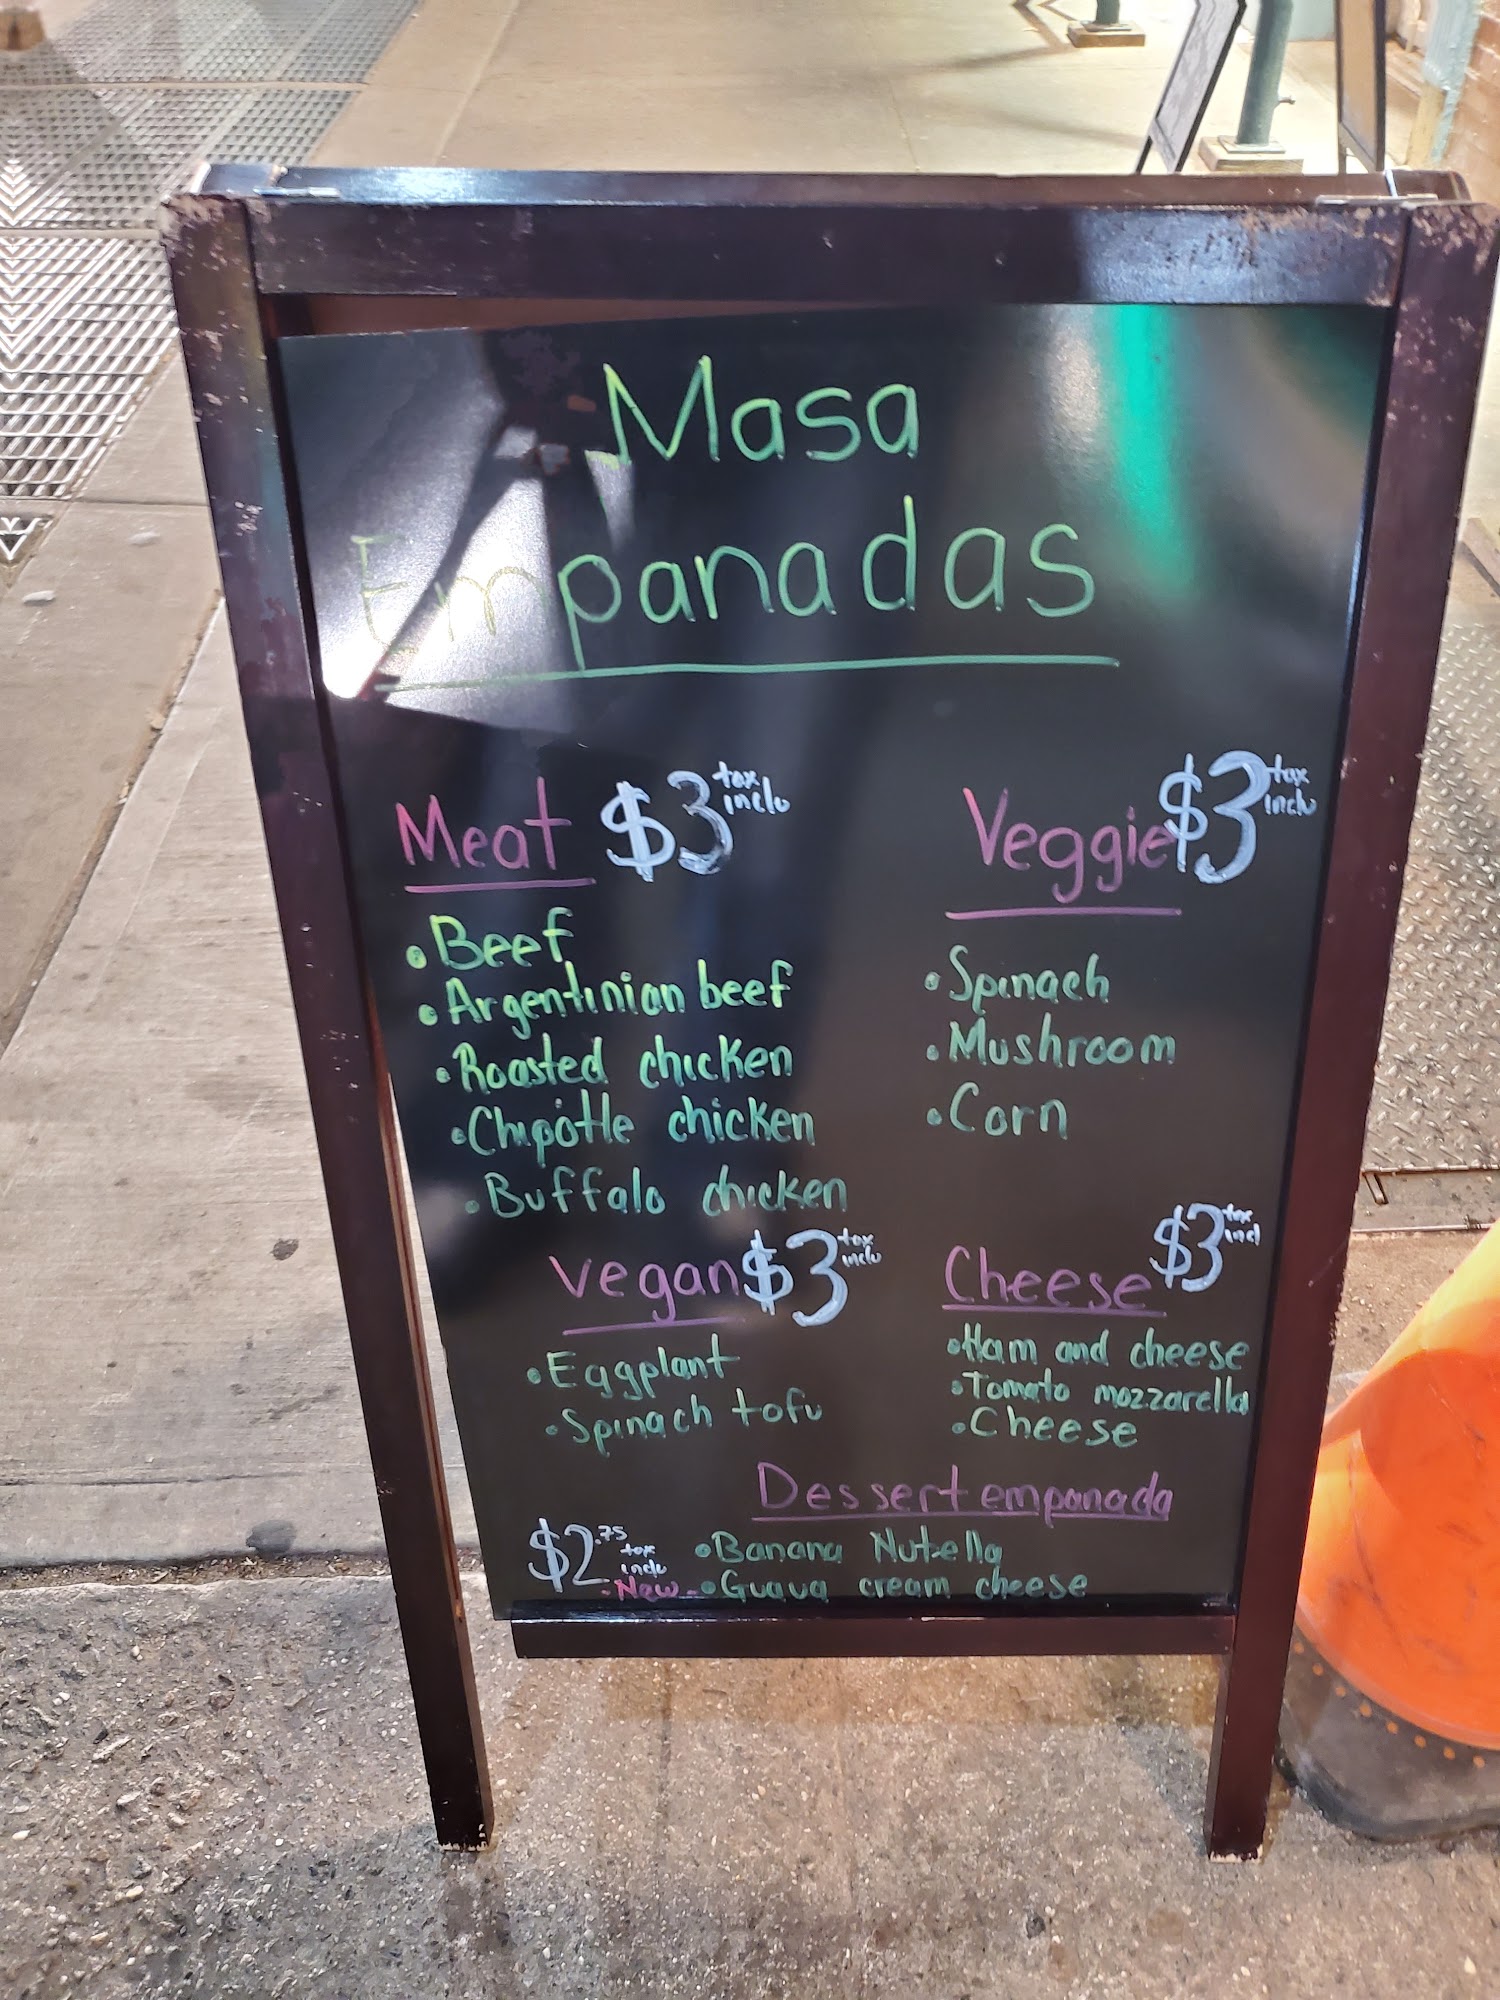 Masa
Empanadas
Meat $3 tax inclu
• Beef
• Argentinian beef
• Roasted chicken
• Chipotle chicken
• Buffalo chicken
Veggie $3 tax inclu
• Spinach
• Mushroom
• Corn
vegan $3 tax inclu
• Eggplant
• Spinach tofu
Cheese $3 tax incl
• Ham and cheese
• Tomato mozzarella
• Cheese
Dessert empanada
$2.75 tax inclu
• Banana Nutella
- New - • Guava cream cheese